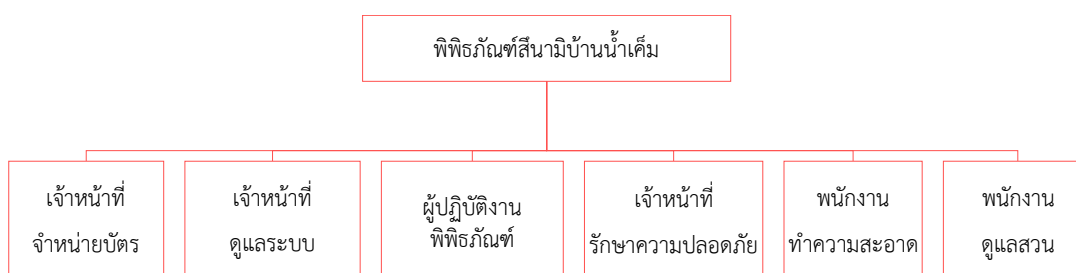 พิพิธภัณฑ์สึนามิบ้านน้ำเค็ม
เจ้าหน้าที่
จำหน่ายบัตร
เจ้าหน้าที่
ดูแลระบบ
ผู้ปฏิบัติงาน
พิพิธภัณฑ์
เจ้าหน้าที่
รักษาความปลอดภัย
พนักงาน
ทำความสะอาด
พนักงาน
ดูแลสวน